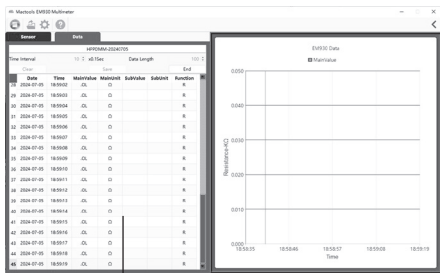 Mactools EM930 Multimeter
Sensor Data
HFPDMM-20240705
Time Interval 10 x0.1Sec Data Length 100
Clear Save End
Date Time MainValue MainUnit SubValue SubUnit Function
28 2024-07-05 18:59:02 .OL Ω R
29 2024-07-05 18:59:03 .OL Ω R
30 2024-07-05 18:59:04 .OL Ω R
31 2024-07-05 18:59:05 .OL Ω R
32 2024-07-05 18:59:06 .OL Ω R
33 2024-07-05 18:59:07 .OL Ω R
34 2024-07-05 18:59:08 .OL Ω R
35 2024-07-05 18:59:09 .OL Ω R
36 2024-07-05 18:59:10 .OL Ω R
37 2024-07-05 18:59:11 .OL Ω R
38 2024-07-05 18:59:12 .OL Ω R
39 2024-07-05 18:59:13 .OL Ω R
40 2024-07-05 18:59:14 .OL Ω R
41 2024-07-05 18:59:15 .OL Ω R
42 2024-07-05 18:59:16 .OL Ω R
43 2024-07-05 18:59:17 .OL Ω R
44 2024-07-05 18:59:18 .OL Ω R
45 2024-07-05 18:59:19 .OL Ω R
EM930 Data
MainValue
0.050
0.040
0.030
0.020
0.010
0.000
Resistance-KΩ
18:58:35 18:58:46 18:58:57 18:59:08 18:59:19
Time